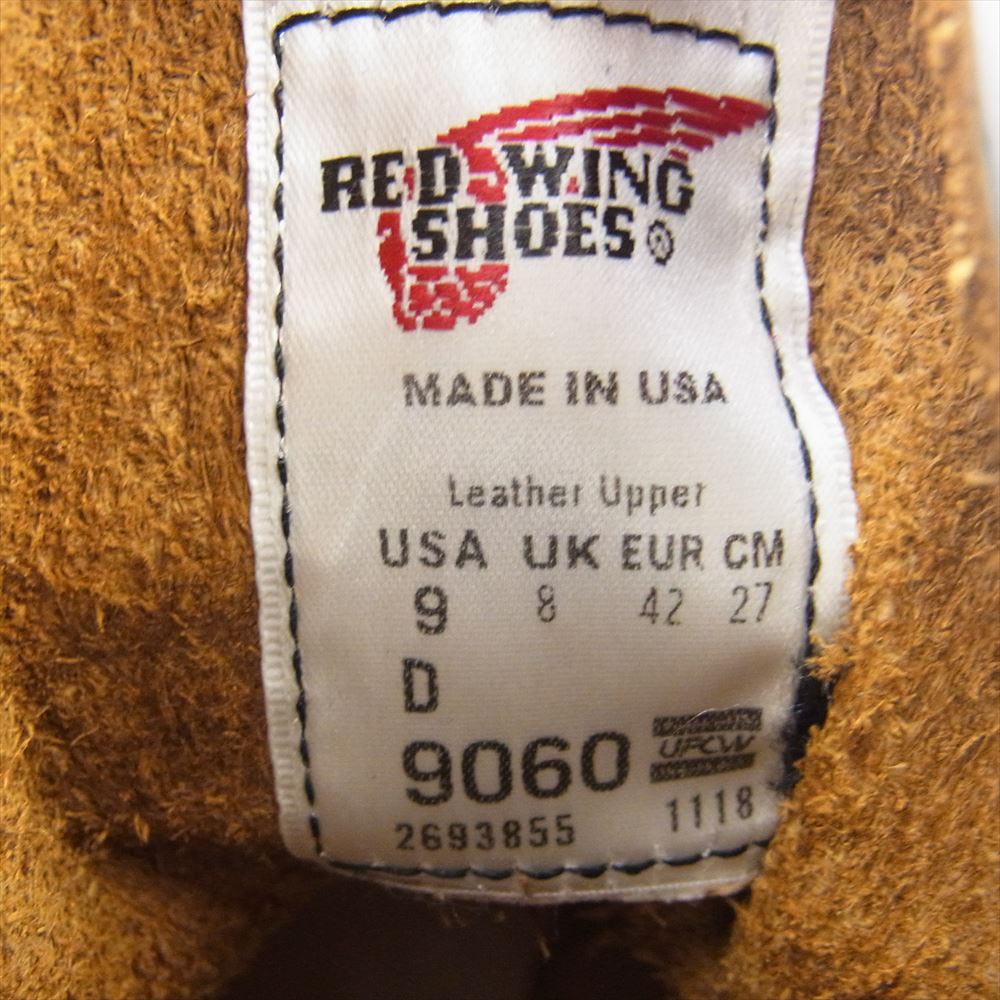 RED WING
SHOES®
MADE IN USA
Leather Upper
USA UK EUR CM
9 8 42 27
D
9060 UFCW
2693855 1118